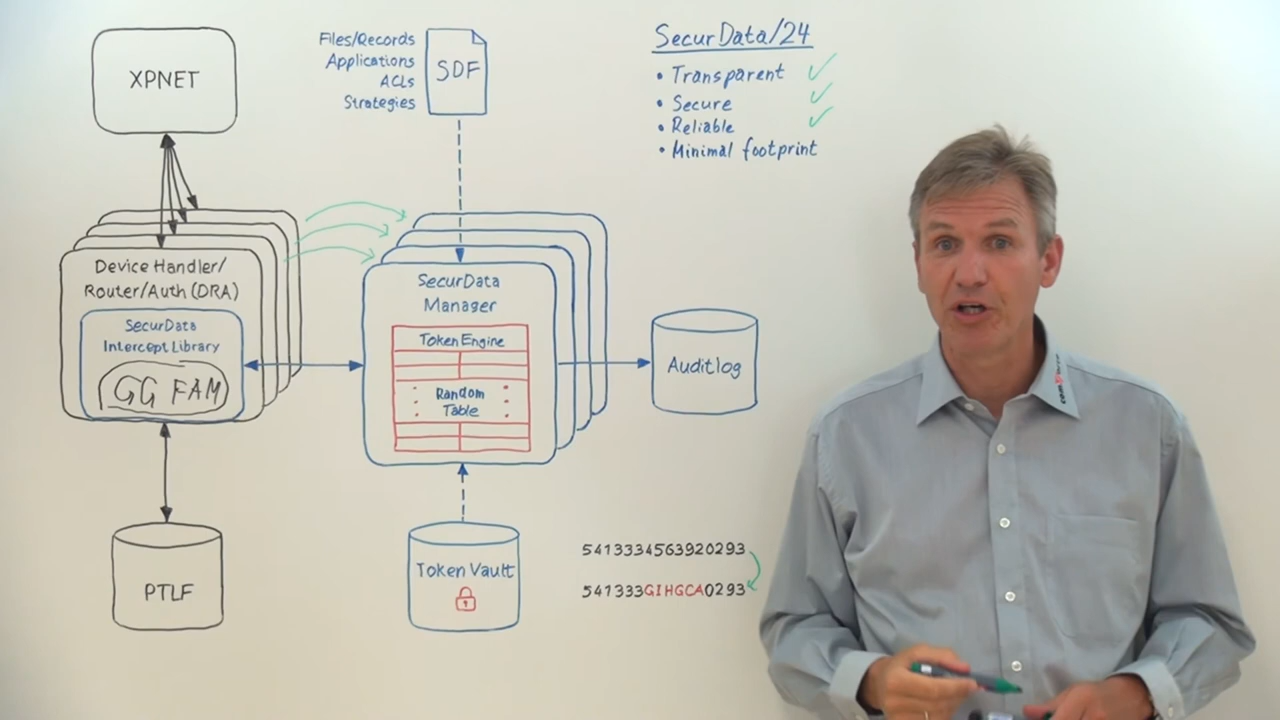 XPNET
Files/Records
Applications
ACLs
Strategies
SDF
SecurData/24
• Transparent
• Secure
• Reliable
• Minimal footprint
Device Handler/
Router/Auth (DRA)
SecurData
Intercept Library
GG FAM
SecurData
Manager
Token Engine
Random
Table
Auditlog
PTLF
Token Vault
5413334563920293
541333GIHGCA0293